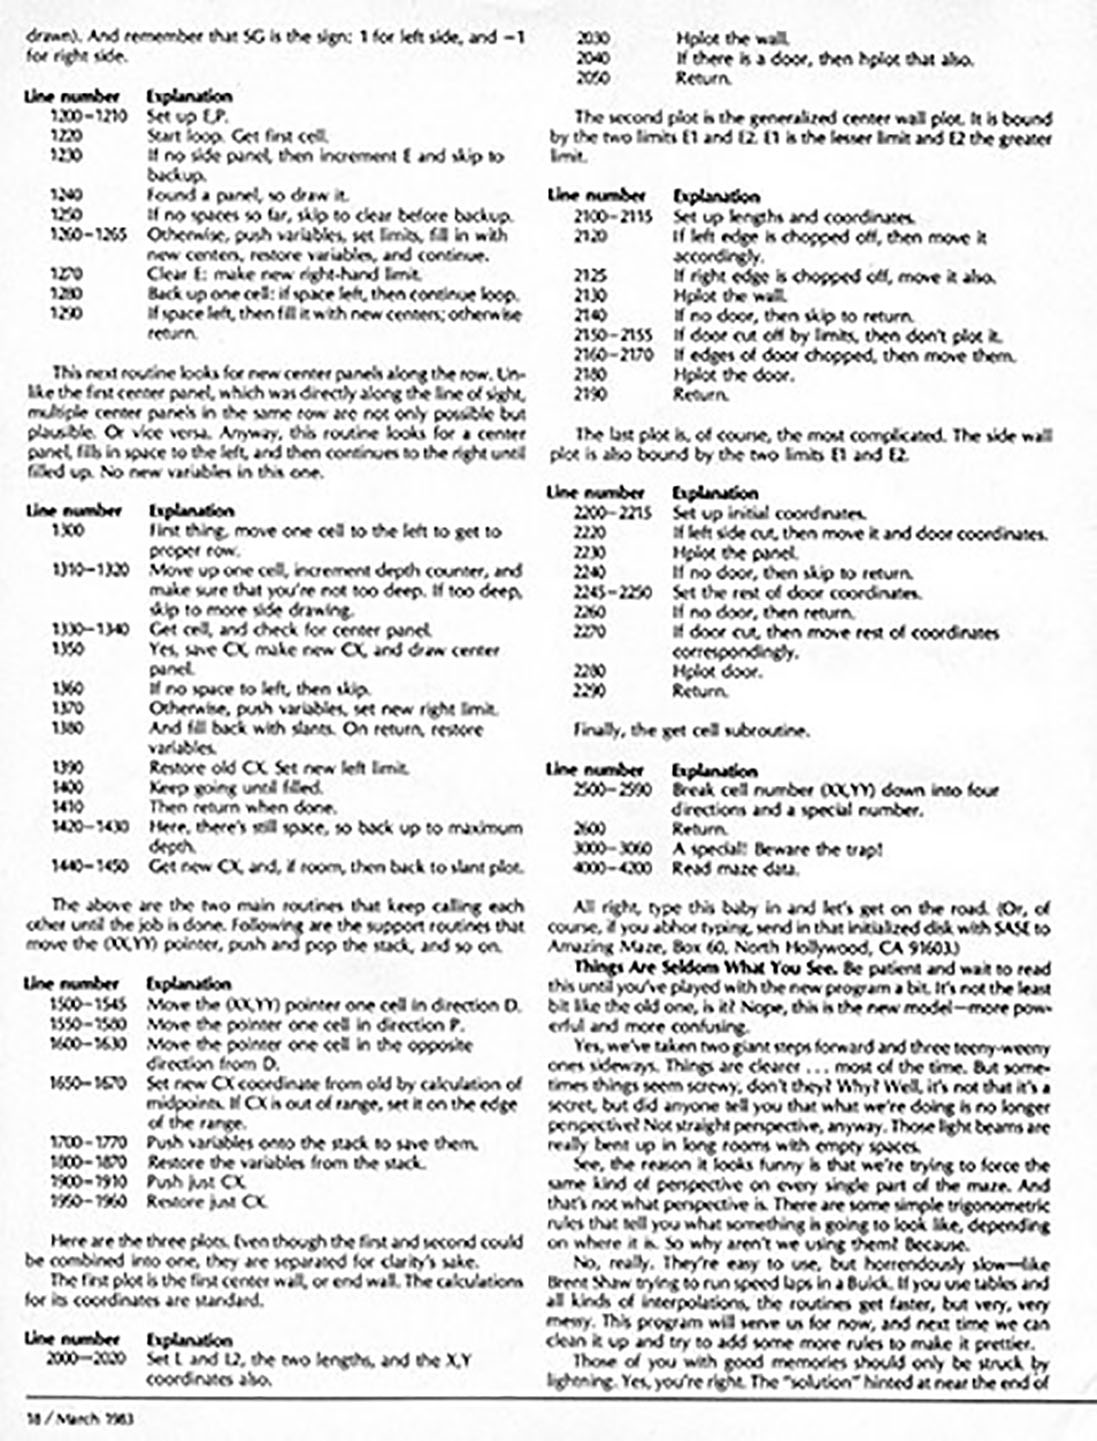 drawn). And remember that SG is the sign: 1 for left side, and −1
for right side.
Line number Explanation
1200–1210 Set up E,P.
1220 Start loop. Get first cell.
1230 If no side panel, then increment E and skip to
backup.
1240 Found a panel, so draw it.
1250 If no spaces so far, skip to clear before backup.
1260–1265 Otherwise, push variables, set limits, fill in with
new centers, restore variables, and continue.
1270 Clear E; make new right-hand limit.
1280 Back up one cell: if space left, then continue loop.
1290 If space left, then fill it with new centers; otherwise
return.
This next routine looks for new center panels along the row. Un-
like the first center panel, which was directly along the line of sight,
multiple center panels in the same row are not only possible but
plausible. Or vice versa. Anyway, this routine looks for a center
panel, fills in space to the left, and then continues to the right until
filled up. No new variables in this one.
Line number Explanation
1300 First thing, move one cell to the left to get to
proper row.
1310–1320 Move up one cell, increment depth counter, and
make sure that you're not too deep. If too deep,
skip to more side drawing.
1330–1340 Get cell, and check for center panel.
1350 Yes, save CX, make new CX, and draw center
panel.
1360 If no space to left, then skip.
1370 Otherwise, push variables, set new right limit.
1380 And fill back with slants. On return, restore
variables.
1390 Restore old CX. Set new left limit.
1400 Keep going until filled.
1410 Then return when done.
1420–1430 Here, there's still space, so back up to maximum
depth.
1440–1450 Get new CX, and, if room, then back to slant plot.
The above are the two main routines that keep calling each
other until the job is done. Following are the support routines that
move the (XX,YY) pointer, push and pop the stack, and so on.
Line number Explanation
1500–1545 Move the (XX,YY) pointer one cell in direction D.
1550–1580 Move the pointer one cell in direction P.
1600–1630 Move the pointer one cell in the opposite
direction from D.
1650–1670 Set new CX coordinate from old by calculation of
midpoints. If CX is out of range, set it on the edge
of the range.
1700–1770 Push variables onto the stack to save them.
1800–1870 Restore the variables from the stack.
1900–1910 Push just CX.
1950–1960 Restore just CX.
Here are the three plots. Even though the first and second could
be combined into one, they are separated for clarity's sake.
The first plot is the first center wall, or end wall. The calculations
for its coordinates are standard.
Line number Explanation
2000–2020 Set L and L2, the two lengths, and the X,Y
coordinates also.
2030 Hplot the wall.
2040 If there is a door, then hplot that also.
2050 Return.
The second plot is the generalized center wall plot. It is bound
by the two limits E1 and E2. E1 is the lesser limit and E2 the greater
limit.
Line number Explanation
2100–2115 Set up lengths and coordinates.
2120 If left edge is chopped off, then move it
accordingly.
2125 If right edge is chopped off, move it also.
2130 Hplot the wall.
2140 If no door, then skip to return.
2150–2155 If door cut off by limits, then don't plot it.
2160–2170 If edges of door chopped, then move them.
2180 Hplot the door.
2190 Return.
The last plot is, of course, the most complicated. The side wall
plot is also bound by the two limits E1 and E2.
Line number Explanation
2200–2215 Set up initial coordinates.
2220 If left side cut, then move it and door coordinates.
2230 Hplot the panel.
2240 If no door, then skip to return.
2245–2250 Set the rest of door coordinates.
2260 If no door, then return.
2270 If door cut, then move rest of coordinates
correspondingly.
2280 Hplot door.
2290 Return.
Finally, the get cell subroutine.
Line number Explanation
2500–2590 Break cell number (XX,YY) down into four
directions and a special number.
2600 Return.
3000–3060 A special! Beware the trap!
4000–4200 Read maze data.
All right, type this baby in and let's get on the road. (Or, of
course, if you abhor typing, send in that initialized disk with SASE to
Amazing Maze, Box 60, North Hollywood, CA 91603.)
Things Are Seldom What You See. Be patient and wait to read
this until you've played with the new program a bit. It's not the least
bit like the old one, is it? Nope, this is the new model—more pow-
erful and more confusing.
Yes, we've taken two giant steps forward and three teeny-weeny
ones sideways. Things are clearer . . . most of the time. But some-
times things seem screwy, don't they? Why? Well, it's not that it's a
secret, but did anyone tell you that what we're doing is no longer
perspective? Not straight perspective, anyway. Those light beams are
really bent up in long rooms with empty spaces.
See, the reason it looks funny is that we're trying to force the
same kind of perspective on every single part of the maze. And
that's not what perspective is. There are some simple trigonometric
rules that tell you what something is going to look like, depending
on where it is. So why aren't we using them? Because.
No, really. They're easy to use, but horrendously slow—like
Brent Shaw trying to run speed laps in a Buick. If you use tables and
all kinds of interpolations, the routines get faster, but very, very
messy. This program will serve us for now, and next time we can
clean it up and try to add some more rules to make it prettier.
Those of you with good memories should only be struck by
lightning. Yes, you're right. The "solution" hinted at near the end of
18 / March 1983